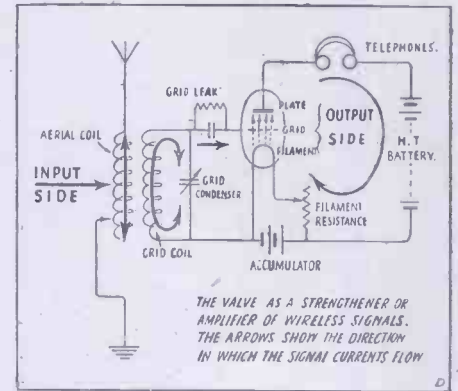 TELEPHONES.
GRID LEAK
PLATE
GRID
FILAMENT
OUTPUT
SIDE
H.T
BATTERY.
AERIAL COIL
INPUT
SIDE
GRID
CONDENSER
FILAMENT
RESISTANCE
GRID COIL
ACCUMULATOR
THE VALVE AS A STRENGTHENER OR
AMPLIFIER OF WIRELESS SIGNALS.
THE ARROWS SHOW THE DIRECTION
IN WHICH THE SIGNAL CURRENTS FLOW
D